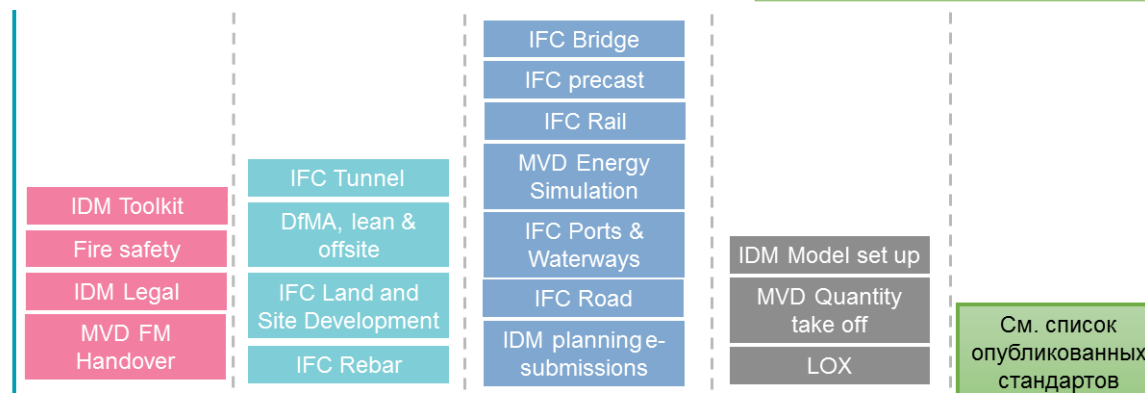 IDM Toolkit
Fire safety
IDM Legal
MVD FM
Handover
IFC Tunnel
DfMA, lean &
offsite
IFC Land and
Site Development
IFC Rebar
IFC Bridge
IFC precast
IFC Rail
MVD Energy
Simulation
IFC Ports &
Waterways
IFC Road
IDM planning e-
submissions
IDM Model set up
MVD Quantity
take off
LOX
См. список
опубликованных
стандартов